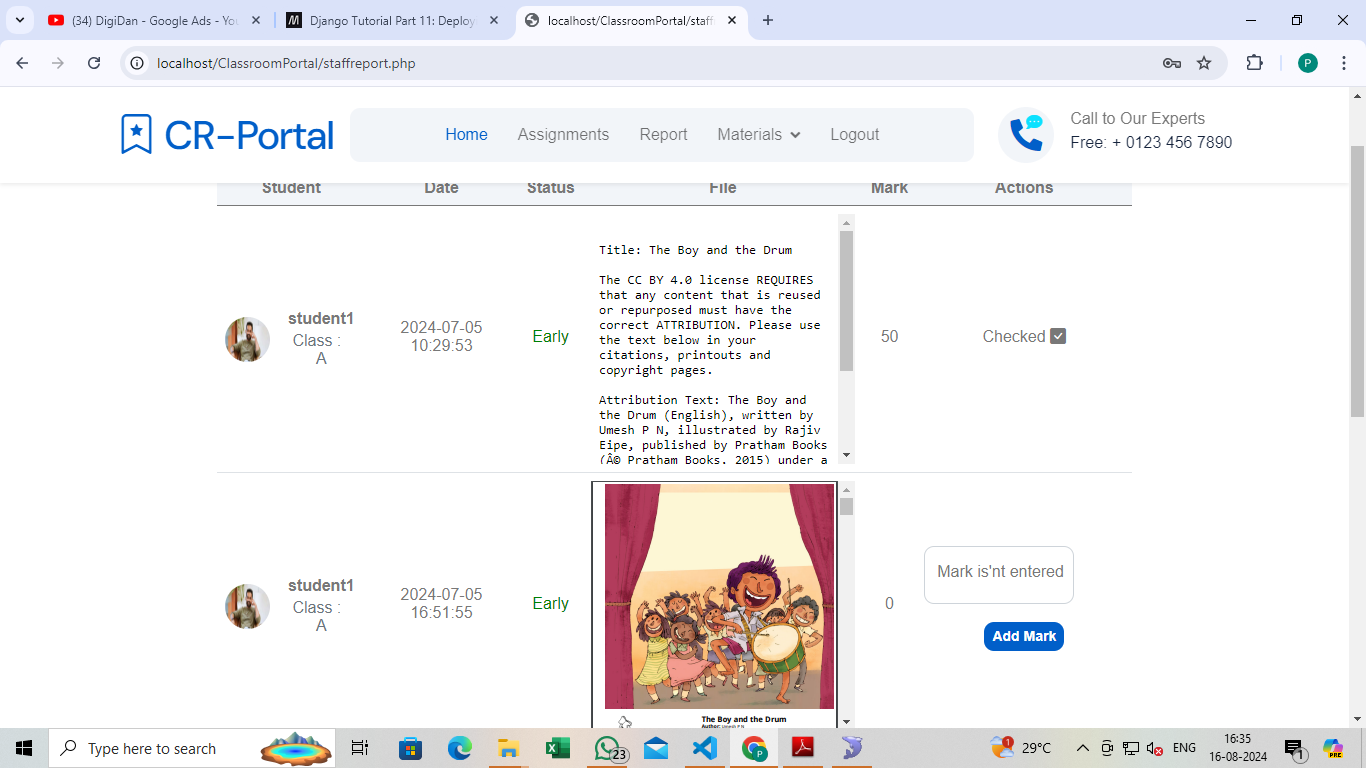 (34) DigiDan - Google Ads - You
Django Tutorial Part 11: Deployi
localhost/ClassroomPortal/staff
localhost/ClassroomPortal/staffreport.php
P
CR-Portal
Home
Assignments
Report
Materials
Logout
Call to Our Experts
Free: + 0123 456 7890
Student
Date
Status
File
Mark
Actions
student1
Class :
A
2024-07-05
10:29:53
Early
Title: The Boy and the Drum
The CC BY 4.0 license REQUIRES
that any content that is reused
or repurposed must have the
correct ATTRIBUTION. Please use
the text below in your
citations, printouts and
copyright pages.
Attribution Text: The Boy and
the Drum (English), written by
Umesh P N, illustrated by Rajiv
Eipe, published by Pratham Books
(Â© Pratham Books, 2015) under a
50
Checked
student1
Class :
A
2024-07-05
16:51:55
Early
The Boy and the Drum
Author: Umesh P N
0
Mark is'nt entered
Add Mark
Type here to search
23
P
1
29°C
ENG
16:35
16-08-2024
1
PRE